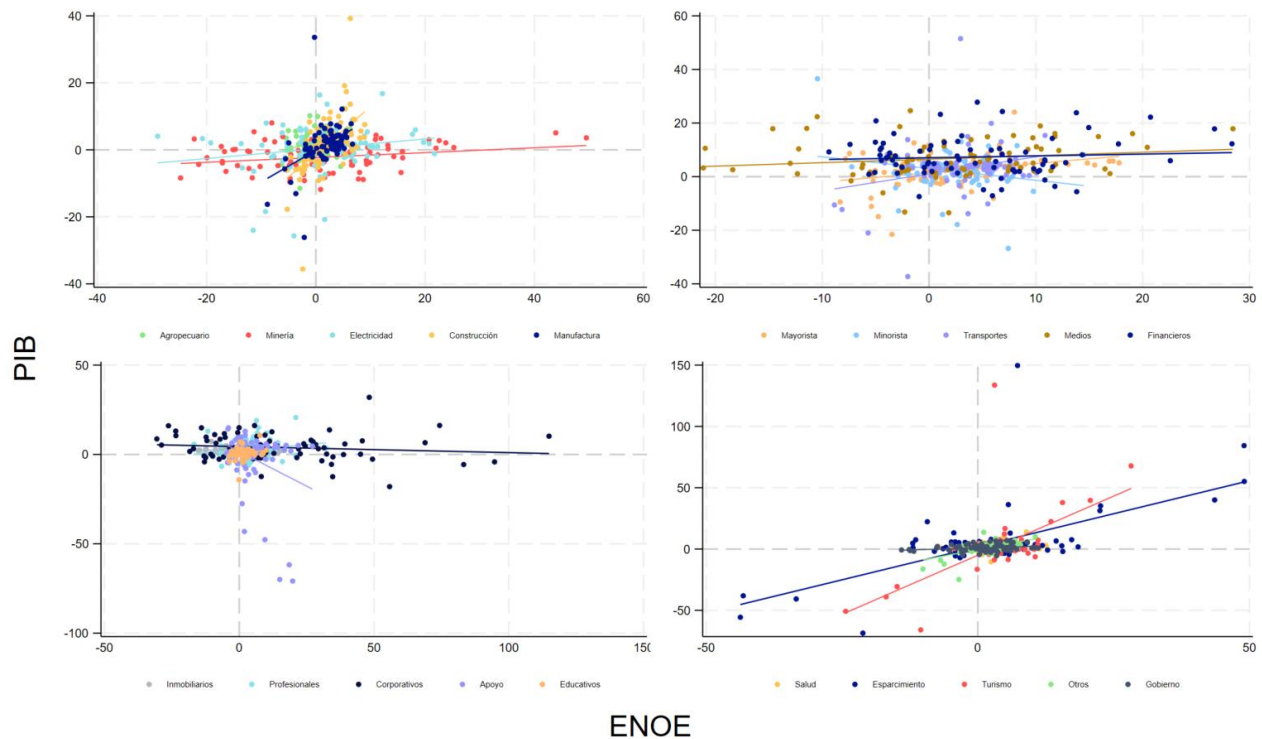 PIB
40
20
0
-20
-40
-40 -20 0 20 40 60
Agropecuario Minería Electricidad Construcción Manufactura
60
40
20
0
-20
-40
-20 -10 0 10 20 30
Mayorista Minorista Transportes Medios Financieros
50
0
-50
-100
-50 0 50 100 150
Inmobiliarios Profesionales Corporativos Apoyo Educativos
150
100
50
0
-50
-50 0 50
Salud Esparcimiento Turismo Otros Gobierno
ENOE